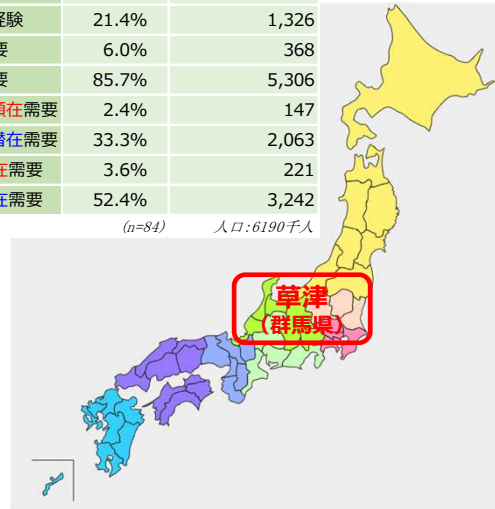 経験 21.4% 1,326
要 6.0% 368
要 85.7% 5,306
顕在需要 2.4% 147
潜在需要 33.3% 2,063
在需要 3.6% 221
在需要 52.4% 3,242
(n=84) 人口:6190千人
草津
(群馬県)